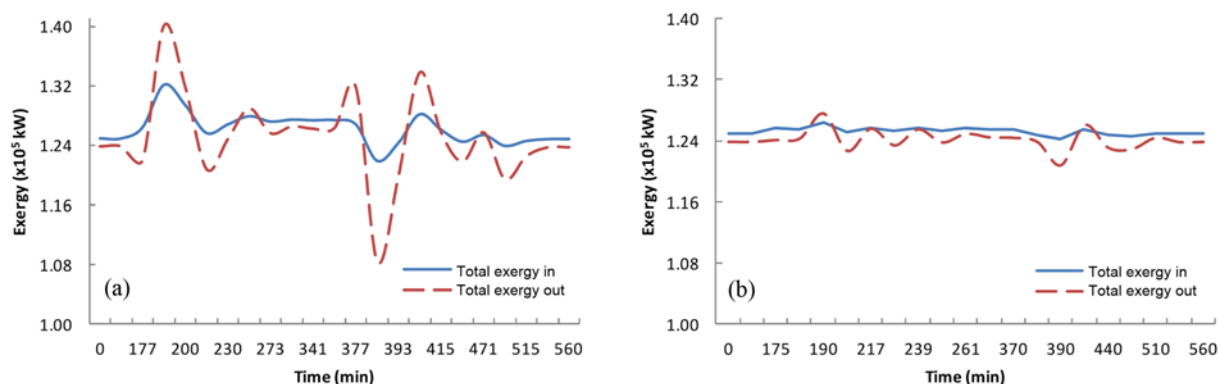 1.40
1.32
1.24
1.16
1.08
1.00
Exergy (x10⁵ kW)
(a)
Total exergy in
Total exergy out
0 177 200 230 273 341 377 393 415 471 515 560
Time (min)
1.40
1.32
1.24
1.16
1.08
1.00
Exergy (x10⁵ kW)
(b)
Total exergy in
Total exergy out
0 175 190 217 239 261 370 390 440 510 560
Time (min)